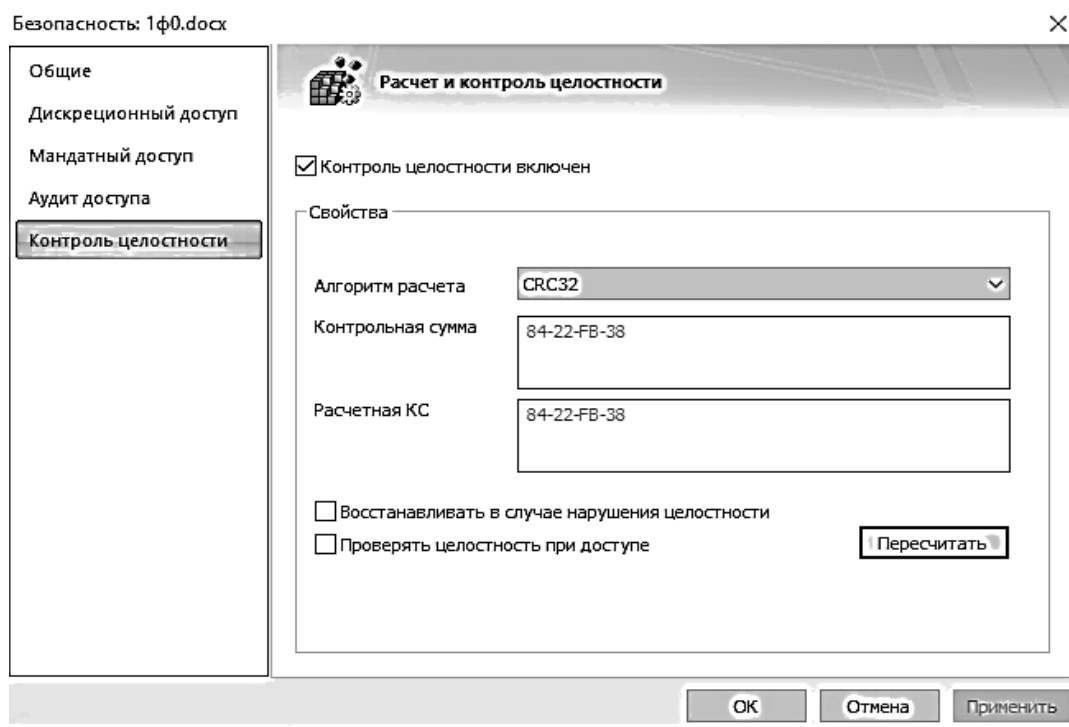 Безопасность: 1ф0.docx
Общие
Дискреционный доступ
Мандатный доступ
Аудит доступа
Контроль целостности
Расчет и контроль целостности
Контроль целостности включен
Свойства
Алгоритм расчета
CRC32
Контрольная сумма
84-22-FB-38
Расчетная КС
84-22-FB-38
Восстанавливать в случае нарушения целостности
Проверять целостность при доступе
Пересчитать
ОК
Отмена
Применить